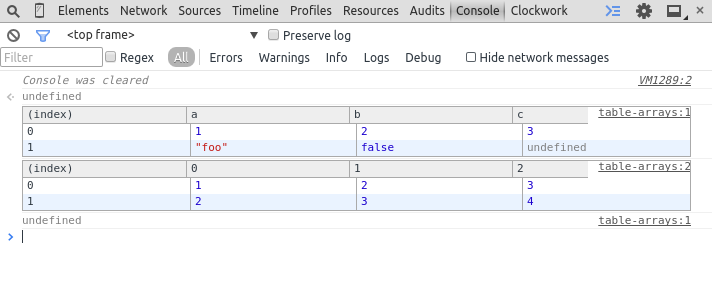 Elements Network Sources Timeline Profiles Resources Audits Console Clockwork
<top frame> Preserve log
Filter Regex All Errors Warnings Info Logs Debug Hide network messages
Console was cleared VM1289:2
undefined
(index) a b c table-arrays:1
0 1 2 3
1 "foo" false undefined
(index) 0 1 2 table-arrays:2
0 1 2 3
1 2 3 4
undefined table-arrays:1